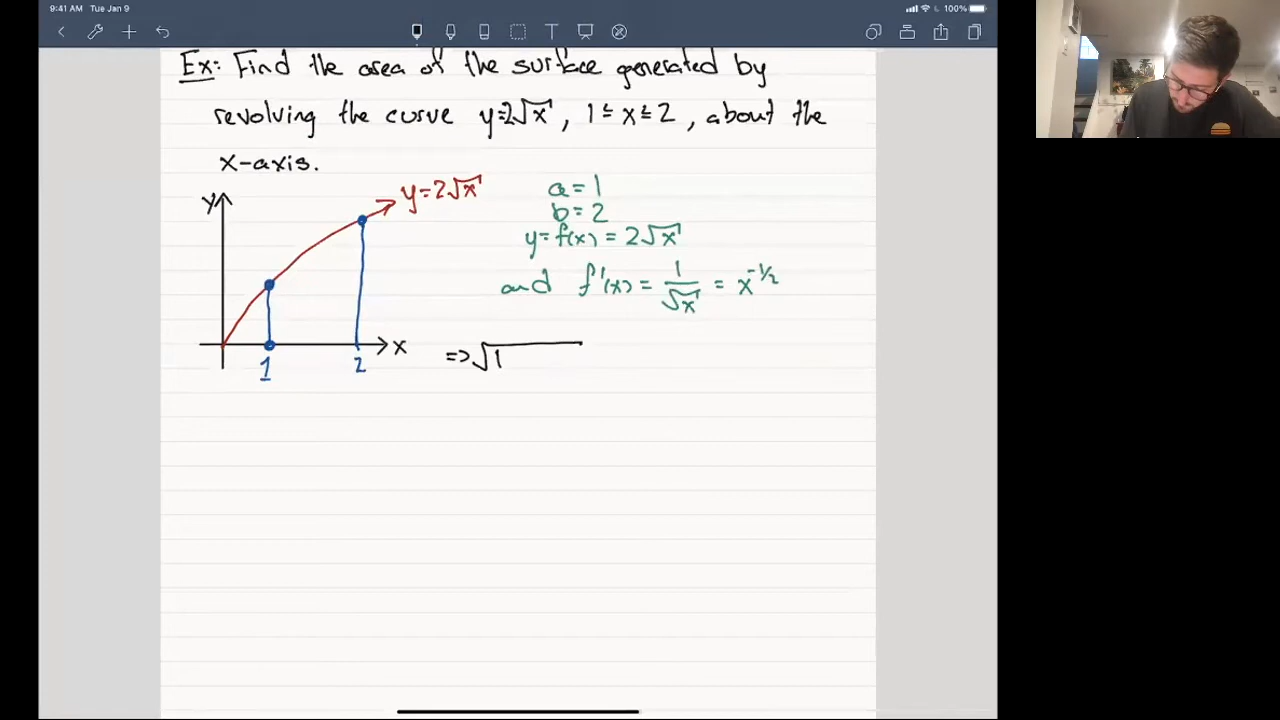 9:41 AM Tue Jan 9
100%
Ex: Find the area of the surface generated by
revolving the curve y=2√x, 1≤x≤2, about the
x-axis.
y
y=2√x
x
1
2
a=1
b=2
y=f(x)=2√x
and f'(x)=1/√x=x^-1/2
=>√1